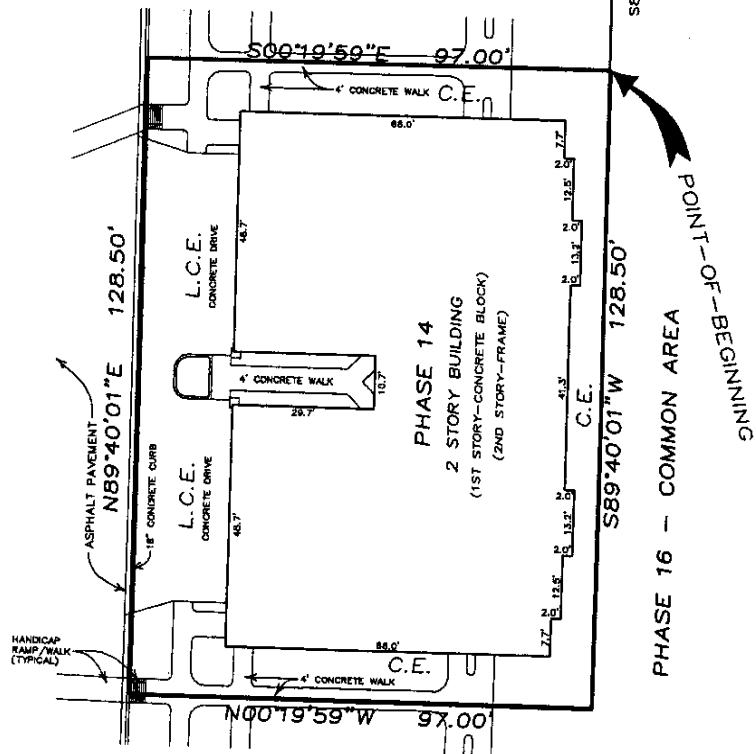 S8
S00°19'59"E 97.00'
4' CONCRETE WALK
C.E.
66.0'
7.7'
2.0'
12.5'
2.0'
13.2'
2.0'
POINT-OF-BEGINNING
N89°40'01"E 128.50'
L.C.E.
CONCRETE DRIVE
48.7'
4' CONCRETE WALK
29.7'
PHASE 14
2 STORY BUILDING
(1ST STORY-CONCRETE BLOCK)
(2ND STORY-FRAME)
41.3'
C.E.
S89°40'01"W 128.50'
PHASE 16 - COMMON AREA
ASPHALT PAVEMENT
18" CONCRETE CURB
L.C.E.
CONCRETE DRIVE
48.7'
2.0'
13.2'
2.0'
12.5'
2.0'
7.7'
HANDICAP
RAMP/WALK
(TYPICAL)
66.0'
C.E.
4' CONCRETE WALK
N00°19'59"W 97.00'